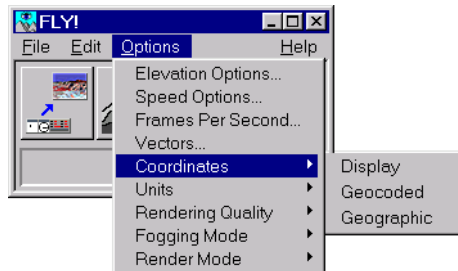 FLY!
File Edit Options Help
Elevation Options...
Speed Options...
Frames Per Second...
Vectors...
Coordinates
Units
Rendering Quality
Fogging Mode
Render Mode
Display
Geocoded
Geographic